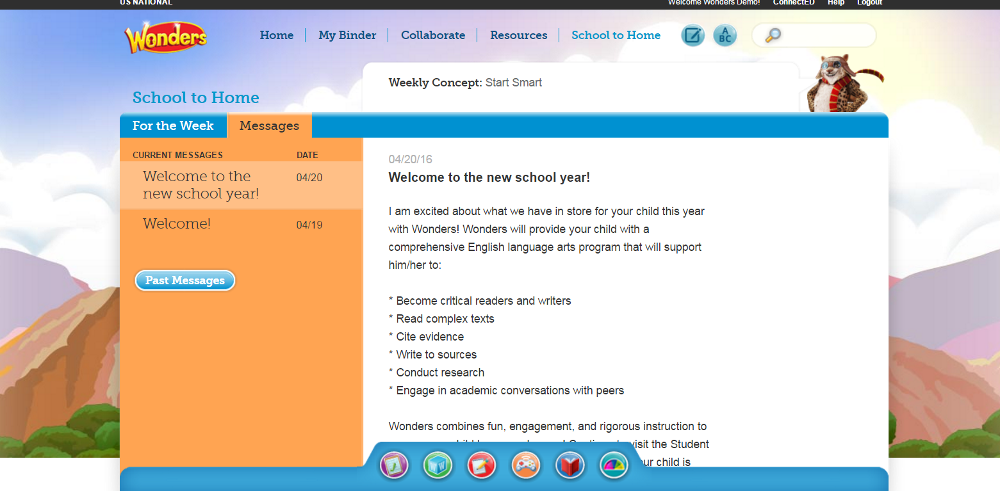 US NATIONAL
Welcome Wonders Demo! ConnectED Help Logout
Wonders
Home My Binder Collaborate Resources School to Home
A
BC
Weekly Concept: Start Smart
School to Home
For the Week Messages
CURRENT MESSAGES DATE
Welcome to the
new school year! 04/20
Welcome! 04/19
Past Messages
04/20/16
Welcome to the new school year!
I am excited about what we have in store for your child this year
with Wonders! Wonders will provide your child with a
comprehensive English language arts program that will support
him/her to:
* Become critical readers and writers
* Read complex texts
* Cite evidence
* Write to sources
* Conduct research
* Engage in academic conversations with peers
Wonders combines fun, engagement, and rigorous instruction to
visit the Student
child is
W W